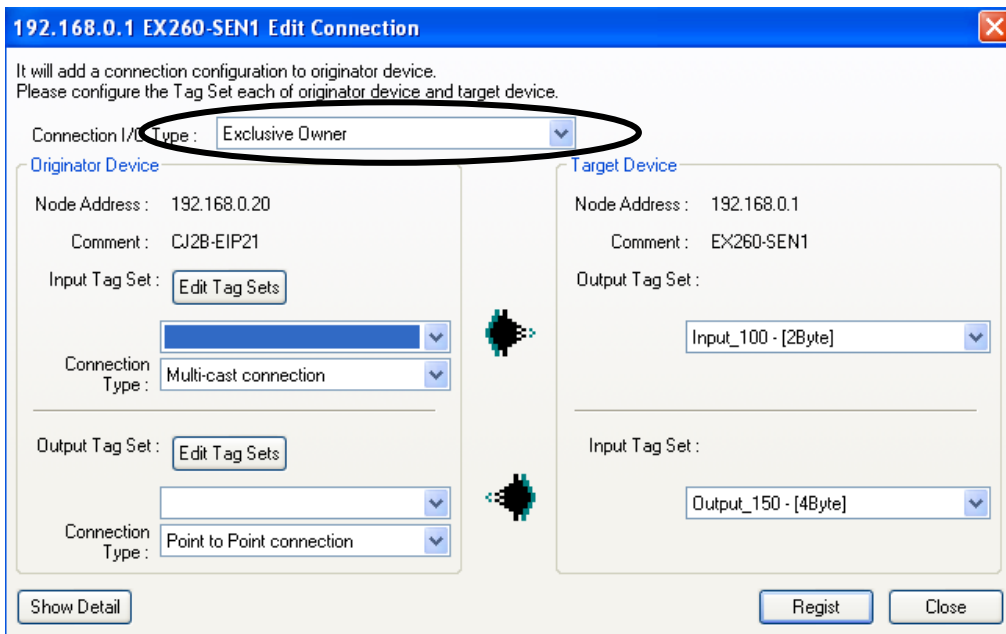 192.168.0.1 EX260-SEN1 Edit Connection
It will add a connection configuration to originator device.
Please configure the Tag Set each of originator device and target device.
Connection I/O Type : Exclusive Owner
Originator Device
Node Address : 192.168.0.20
Comment : CJ2B-EIP21
Input Tag Set : Edit Tag Sets
Connection Type : Multi-cast connection
Output Tag Set : Edit Tag Sets
Connection Type : Point to Point connection
Target Device
Node Address : 192.168.0.1
Comment : EX260-SEN1
Output Tag Set :
Input_100 - [2Byte]
Input Tag Set :
Output_150 - [4Byte]
Show Detail
Regist
Close